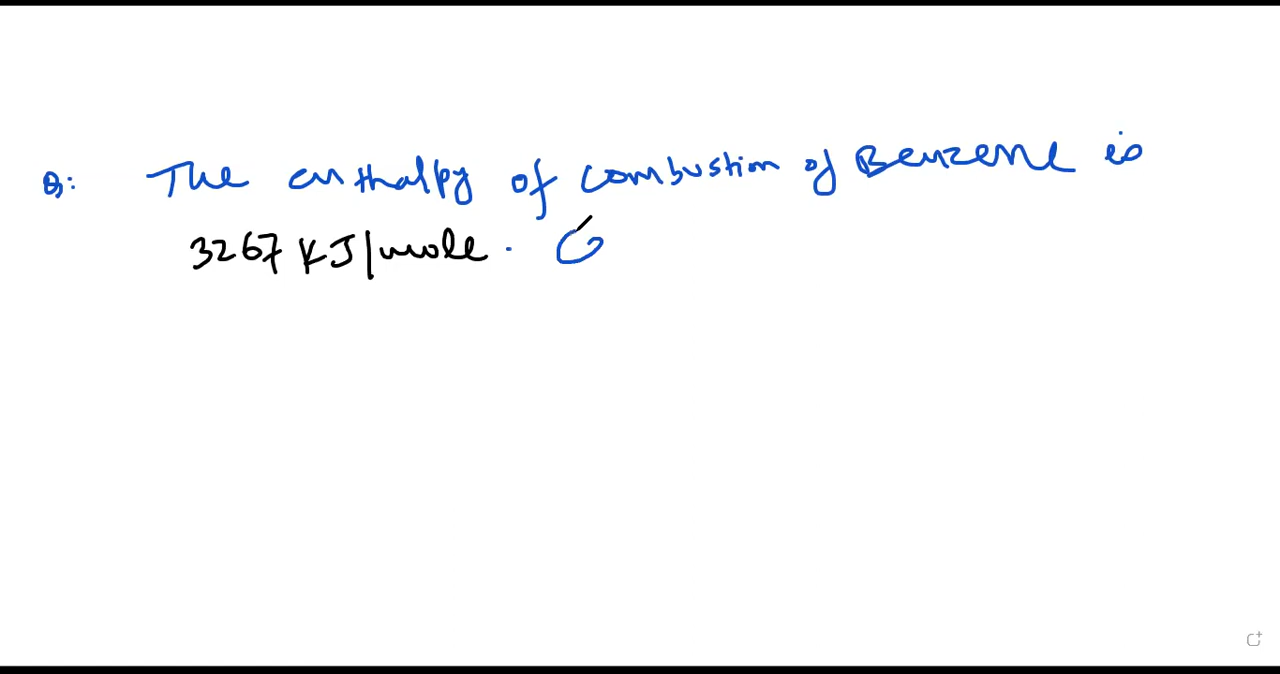 Q: The enthalpy of combustion of Benzene is
3267 KJ/mole. G